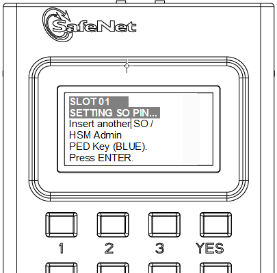 SafeNet
SLOT 01
SETTING SO PIN...
Insert another SO /
HSM Admin
PED Key (BLUE).
Press ENTER.
1 2 3 YES